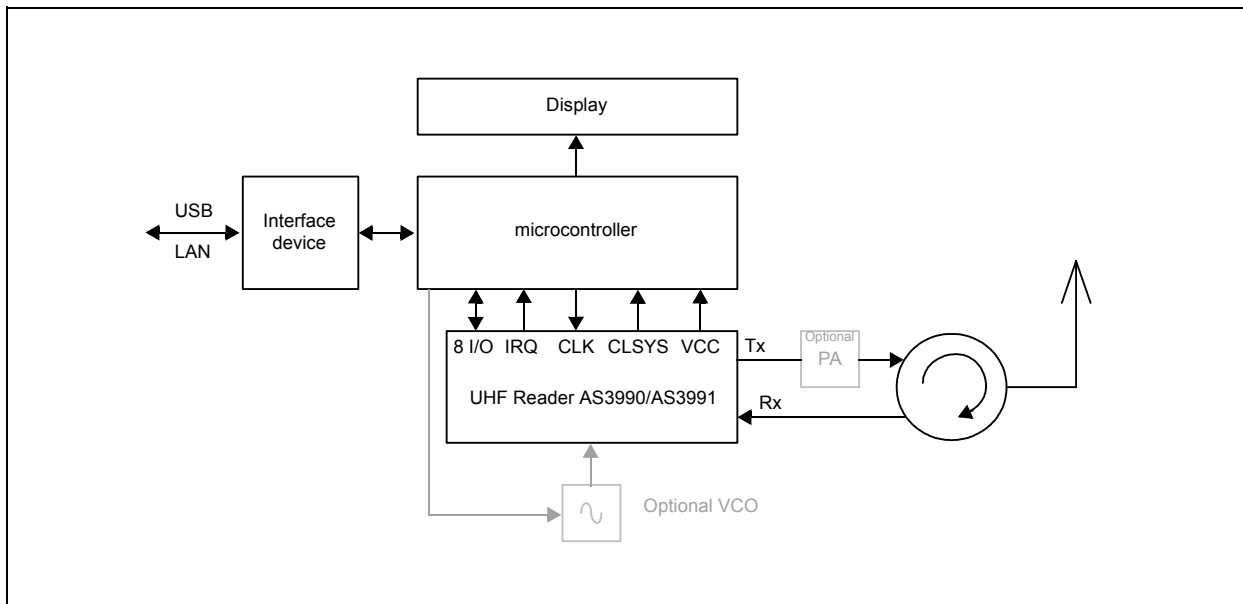 Display
USB
LAN
Interface
device
microcontroller
8 I/O IRQ CLK CLSYS VCC
UHF Reader AS3990/AS3991
Tx
Optional
PA
Rx
Optional VCO